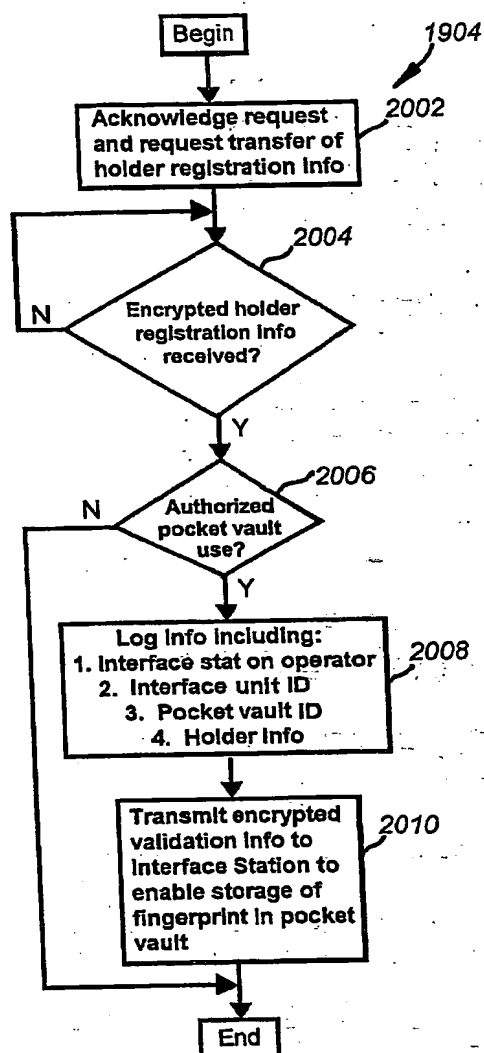 Begin
1904
Acknowledge request
and request transfer of
holder registration info
2002
2004
N
Encrypted holder
registration info
received?
Y
2006
N
Authorized
pocket vault
use?
Y
Log Info including:
1. Interface stat on operator
2. Interface unit ID
3. Pocket vault ID
4. Holder Info
2008
Transmit encrypted
validation info to
Interface Station to
enable storage of
fingerprint in pocket
vault
2010
End